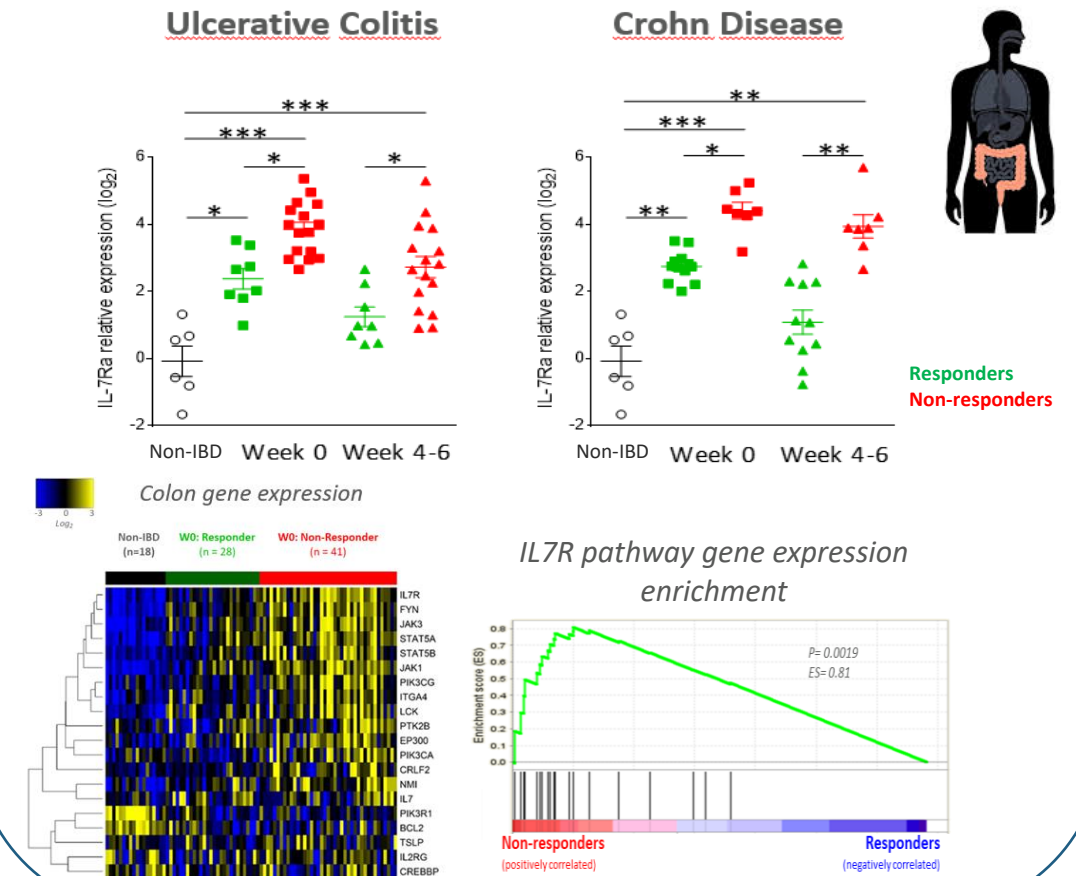 Ulcerative Colitis
***
***
*
*
*
IL-7Ra relative expression (log2)
6
4
2
0
-2
Non-IBD
Week 0
Week 4-6
Crohn Disease
**
***
*
**
**
IL-7Ra relative expression (log2)
6
4
2
0
-2
Non-IBD
Week 0
Week 4-6
Responders
Non-responders
-3 0 3
Log2
Colon gene expression
Non-IBD
(n=18)
W0: Responder
(n = 28)
W0: Non-Responder
(n = 41)
IL7R
FYN
JAK3
STAT5A
STAT5B
JAK1
PIK3CG
ITGA4
LCK
PTK2B
EP300
PIK3CA
CRLF2
NMI
IL7
PIK3R1
BCL2
TSLP
IL2RG
CREBBP
IL7R pathway gene expression
enrichment
Enrichment score (ES)
0.8
0.7
0.6
0.5
0.4
0.3
0.2
0.1
0.0
P= 0.0019
ES= 0.81
Non-responders
(positively correlated)
Responders
(negatively correlated)